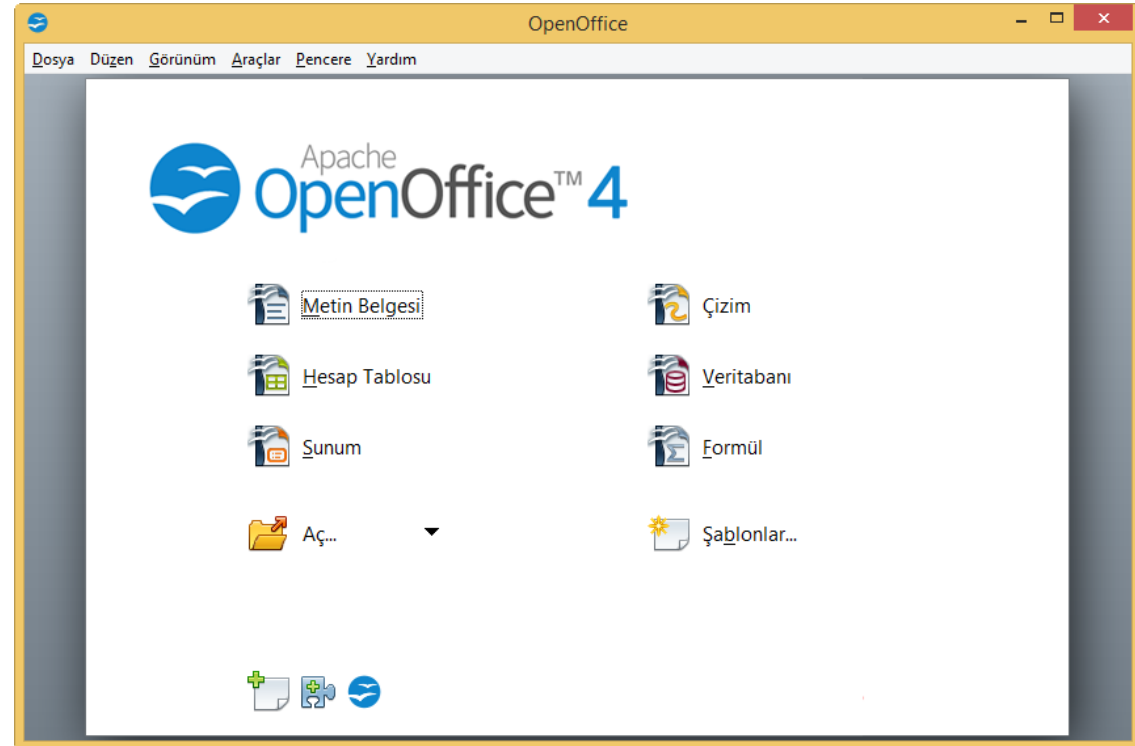 OpenOffice
Dosya Düzen Görünüm Araçlar Pencere Yardım
Apache
OpenOffice™ 4
Metin Belgesi
Çizim
Hesap Tablosu
Veritabanı
Sunum
Formül
Aç...
Şablonlar...